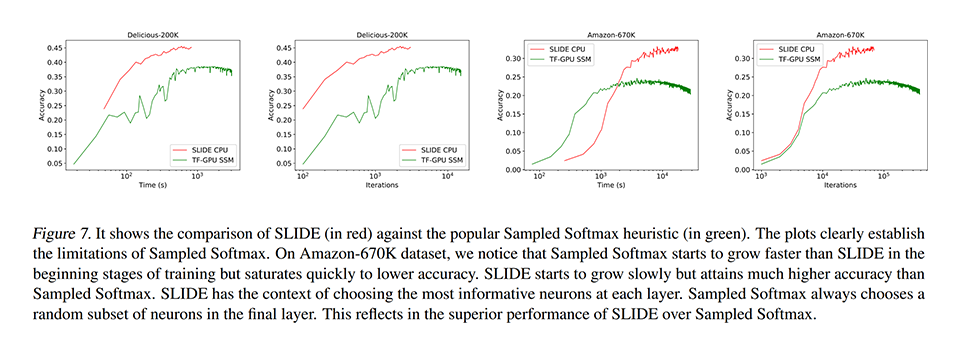 Delicious-200K
Accuracy
0.45
0.40
0.35
0.30
0.25
0.20
0.15
0.10
0.05
SLIDE CPU
TF-GPU SSM
10²
10³
Time (s)
Delicious-200K
Accuracy
0.45
0.40
0.35
0.30
0.25
0.20
0.15
0.10
0.05
SLIDE CPU
TF-GPU SSM
10²
10³
10⁴
Iterations
Amazon-670K
Accuracy
0.30
0.25
0.20
0.15
0.10
0.05
0.00
SLIDE CPU
TF-GPU SSM
10²
10³
10⁴
Time (s)
Amazon-670K
Accuracy
0.30
0.25
0.20
0.15
0.10
0.05
0.00
SLIDE CPU
TF-GPU SSM
10³
10⁴
10⁵
Iterations
Figure 7. It shows the comparison of SLIDE (in red) against the popular Sampled Softmax heuristic (in green). The plots clearly establish
the limitations of Sampled Softmax. On Amazon-670K dataset, we notice that Sampled Softmax starts to grow faster than SLIDE in the
beginning stages of training but saturates quickly to lower accuracy. SLIDE starts to grow slowly but attains much higher accuracy than
Sampled Softmax. SLIDE has the context of choosing the most informative neurons at each layer. Sampled Softmax always chooses a
random subset of neurons in the final layer. This reflects in the superior performance of SLIDE over Sampled Softmax.